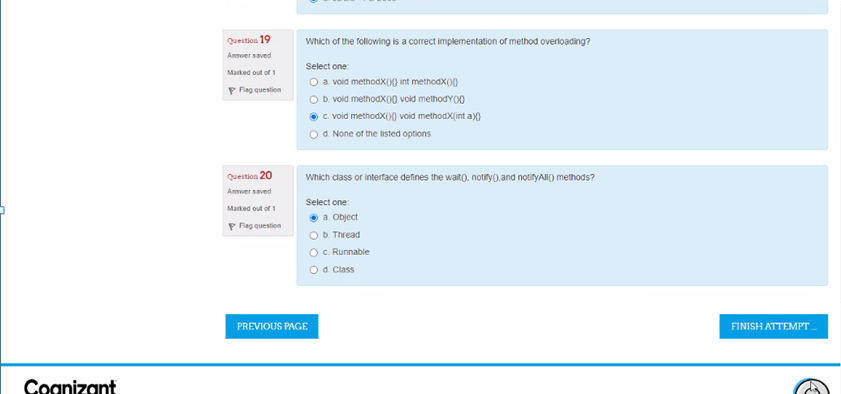 Question 19
Answer saved
Marked out of 1
Flag question
Which of the following is a correct implementation of method overloading?
Select one:
a. void methodX(){} int methodX(){}
b. void methodX(){} void methodY(){}
c. void methodX(){} void methodX(int a){}
d. None of the listed options
Question 20
Answer saved
Marked out of 1
Flag question
Which class or interface defines the wait(), notify(),and notifyAll() methods?
Select one:
a. Object
b. Thread
c. Runnable
d. Class
PREVIOUS PAGE
FINISH ATTEMPT ...
Cognizant